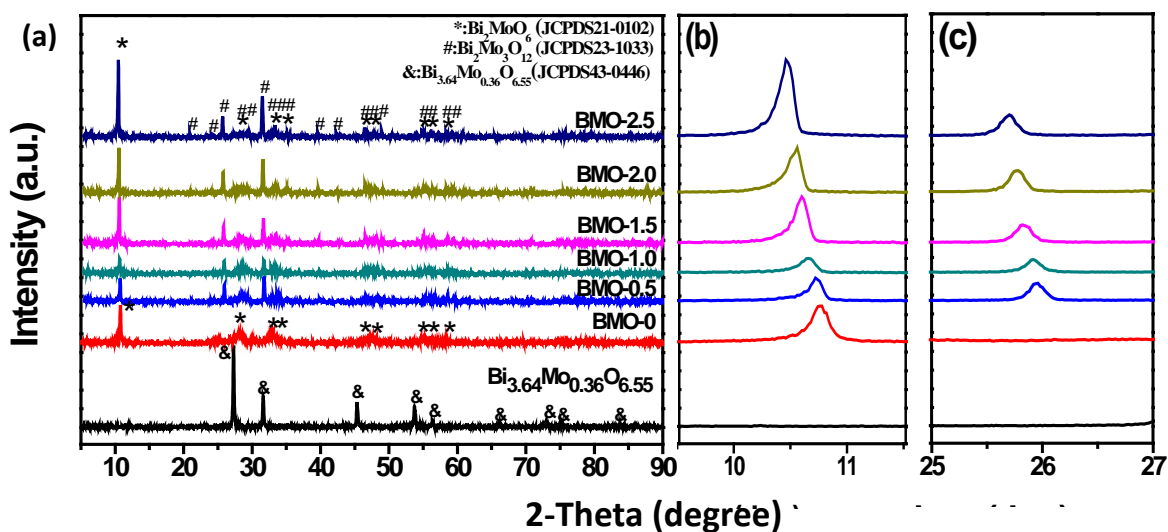 (a)
*:Bi2MoO6 (JCPDS21-0102)
#:Bi2Mo3O12 (JCPDS23-1033)
&:Bi3.64Mo0.36O6.55 (JCPDS43-0446)
(b)
(c)
*
# # # * ## # ### ** # # ### ** # ## ** ## *
BMO-2.5
BMO-2.0
BMO-1.5
BMO-1.0
BMO-0.5
* * ** ** ** *
BMO-0
& & & & & & & & &
Bi3.64Mo0.36O6.55
Intensity (a.u.)
10 20 30 40 50 60 70 80 90
10 11
25 26 27
2-Theta (degree)